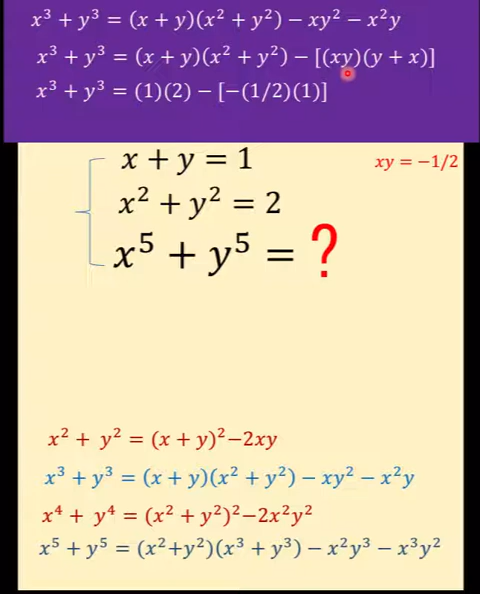 x³ + y³ = (x + y)(x² + y²) − xy² − x²y
x³ + y³ = (x + y)(x² + y²) − [(xy)(y + x)]
x³ + y³ = (1)(2) − [−(1/2)(1)]
x + y = 1
xy = −1/2
x² + y² = 2
x⁵ + y⁵ = ?
x² + y² = (x + y)²−2xy
x³ + y³ = (x + y)(x² + y²) − xy² − x²y
x⁴ + y⁴ = (x² + y²)²−2x²y²
x⁵ + y⁵ = (x²+y²)(x³ + y³) − x²y³ − x³y²